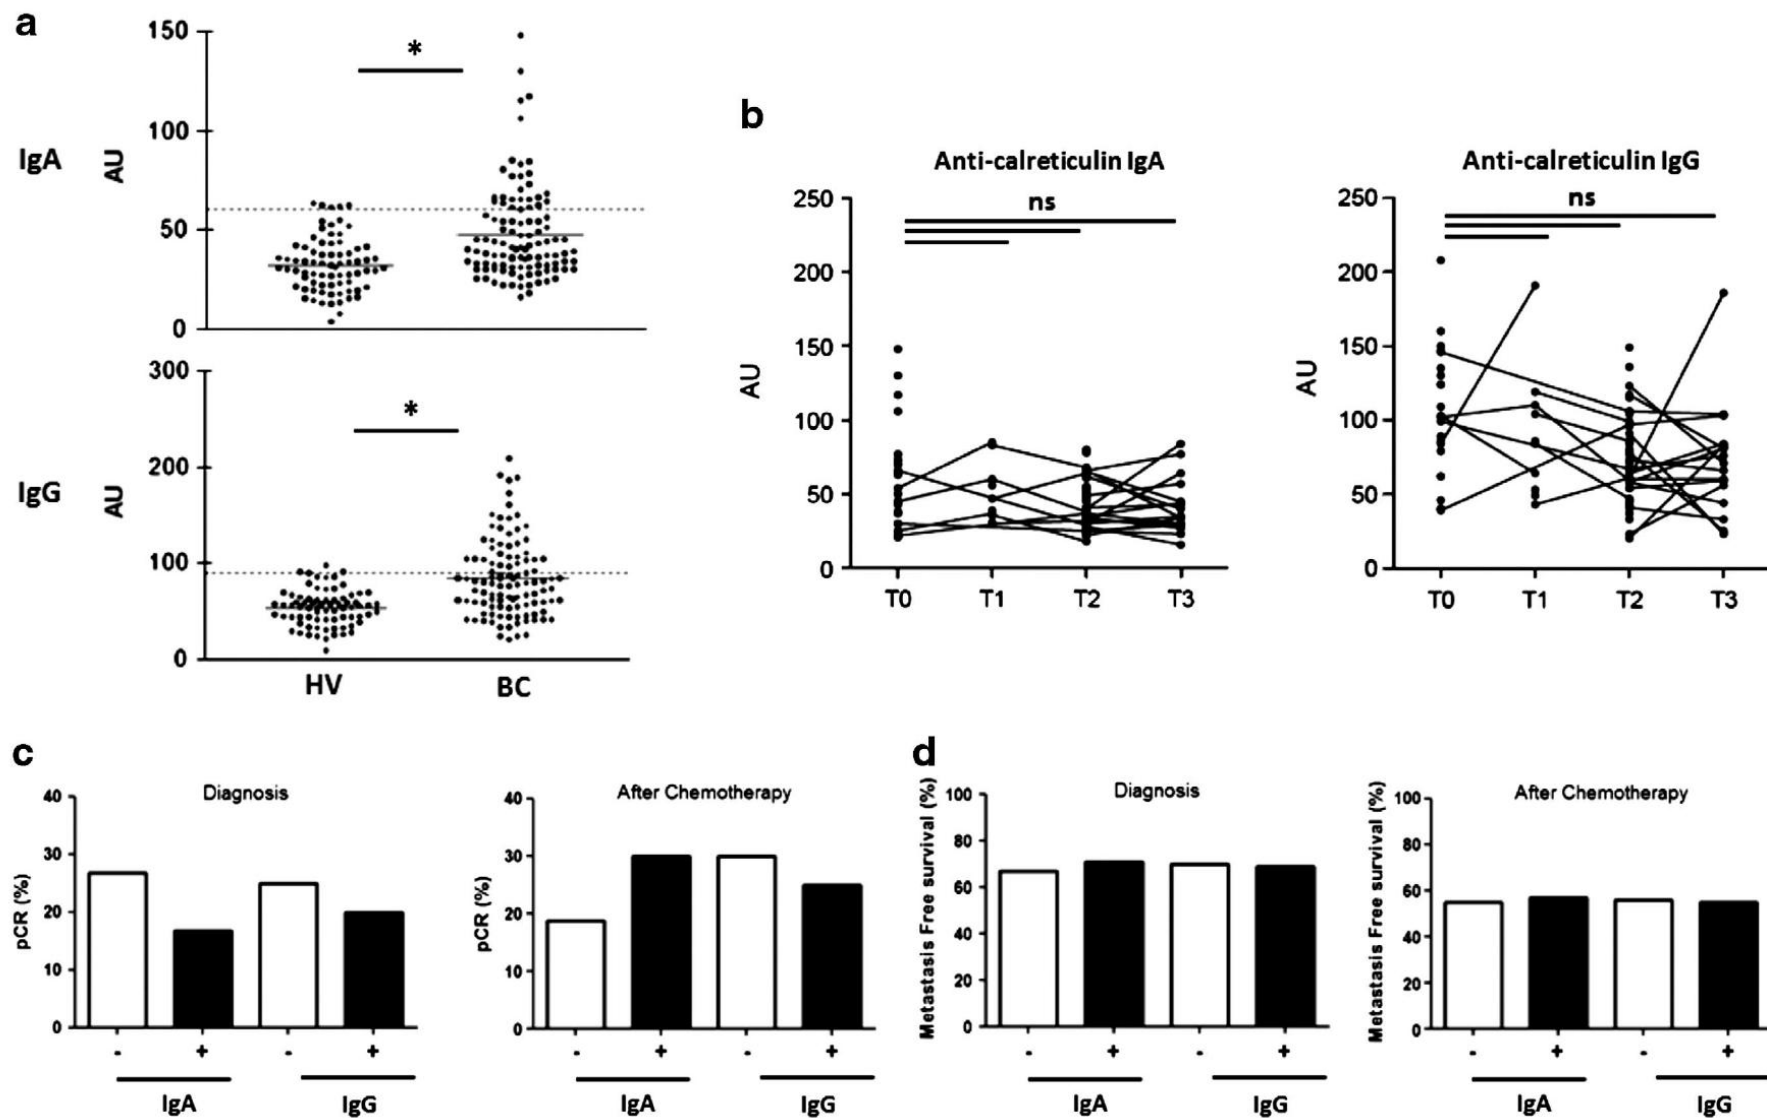 a
IgA
AU
150
*
100
50
0
IgG
AU
300
*
200
100
0
HV BC
b
Anti-calreticulin IgA
ns
AU
250
200
150
100
50
0
T0 T1 T2 T3
Anti-calreticulin IgG
ns
AU
250
200
150
100
50
0
T0 T1 T2 T3
c
Diagnosis
pCR (%)
40
30
20
10
0
- + - +
IgA IgG
After Chemotherapy
pCR (%)
40
30
20
10
0
- + - +
IgA IgG
d
Diagnosis
Metastasis Free survival (%)
100
80
60
40
20
0
- + - +
IgA IgG
After Chemotherapy
Metastasis Free survival (%)
100
80
60
40
20
0
- + - +
IgA IgG